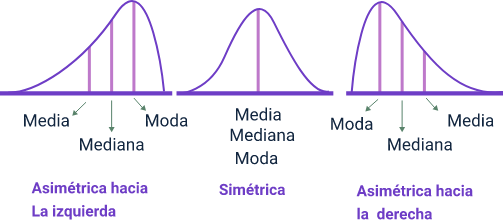 Media
Moda
Mediana
Asimétrica hacia
La izquierda
Media
Mediana
Moda
Simétrica
Moda
Media
Mediana
Asimétrica hacia
la derecha